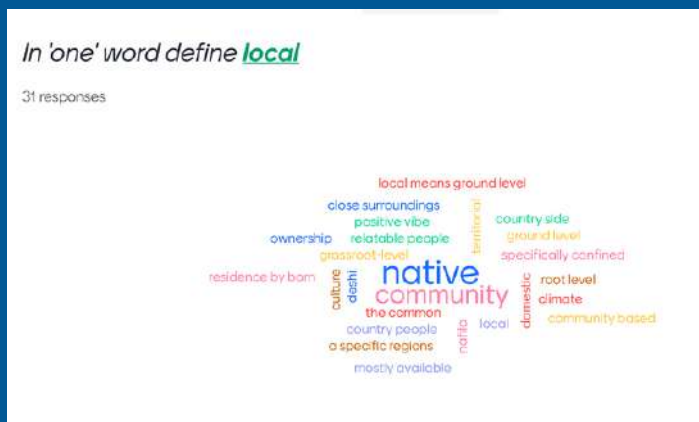 In 'one' word define local
31 responses
local means ground level
close surroundings
positive vibe
territorial
country side
ownership
relatable people
ground level
grassroot-level
specifically confined
residence by born
culture
deshi
native
community
domestic
root level
climate
the common
country people
nafila
local
community based
a specific regions
mostly available